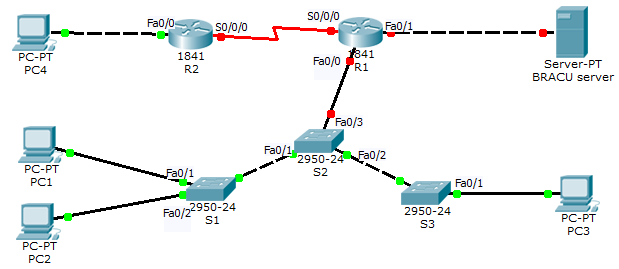 Fa0/0
S0/0/0
Fa0/1
1841
R2
S0/0/0
1841
R1
PC-PT
PC4
Server-PT
BRACU server
Fa0/0
Fa0/3
PC-PT
PC1
Fa0/1
Fa0/1
2950-24
S2
Fa0/2
Fa0/2
2950-24
S1
2950-24
S3
Fa0/1
PC-PT
PC2
PC-PT
PC3